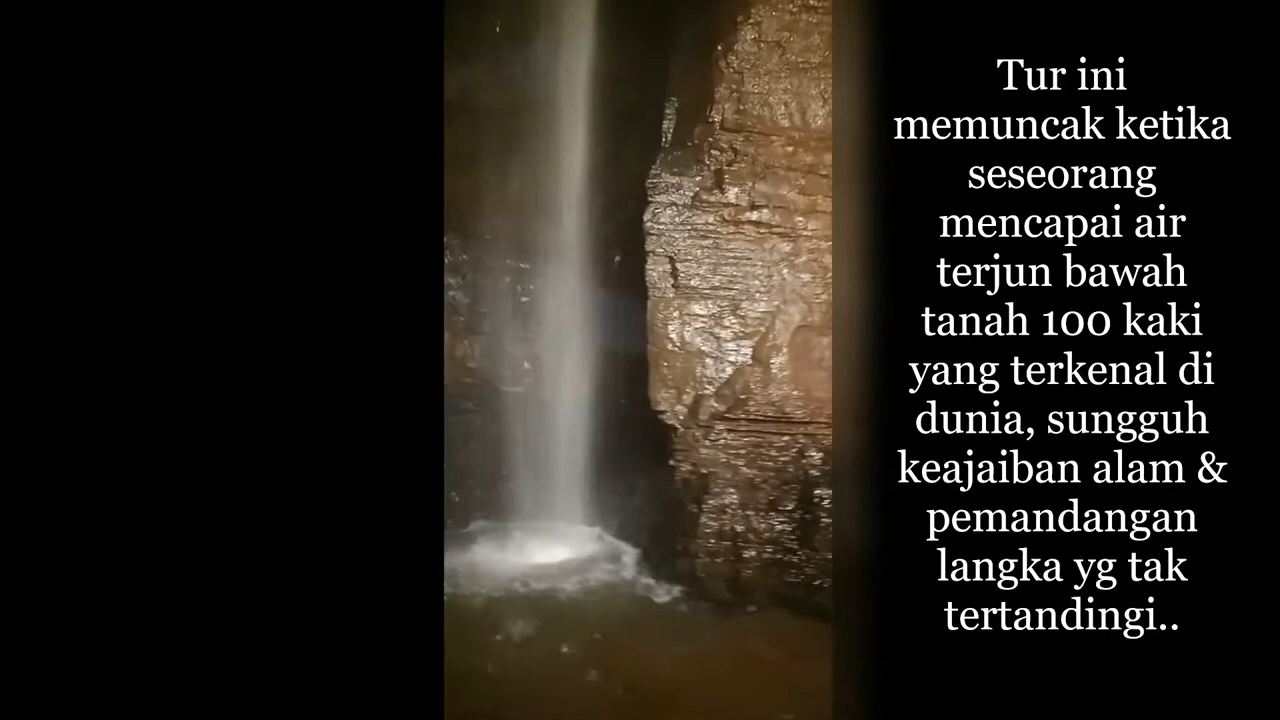 Tur ini
memuncak ketika
seseorang
mencapai air
terjun bawah
tanah 100 kaki
yang terkenal di
dunia, sungguh
keajaiban alam &
pemandangan
langka yg tak
tertandingi..